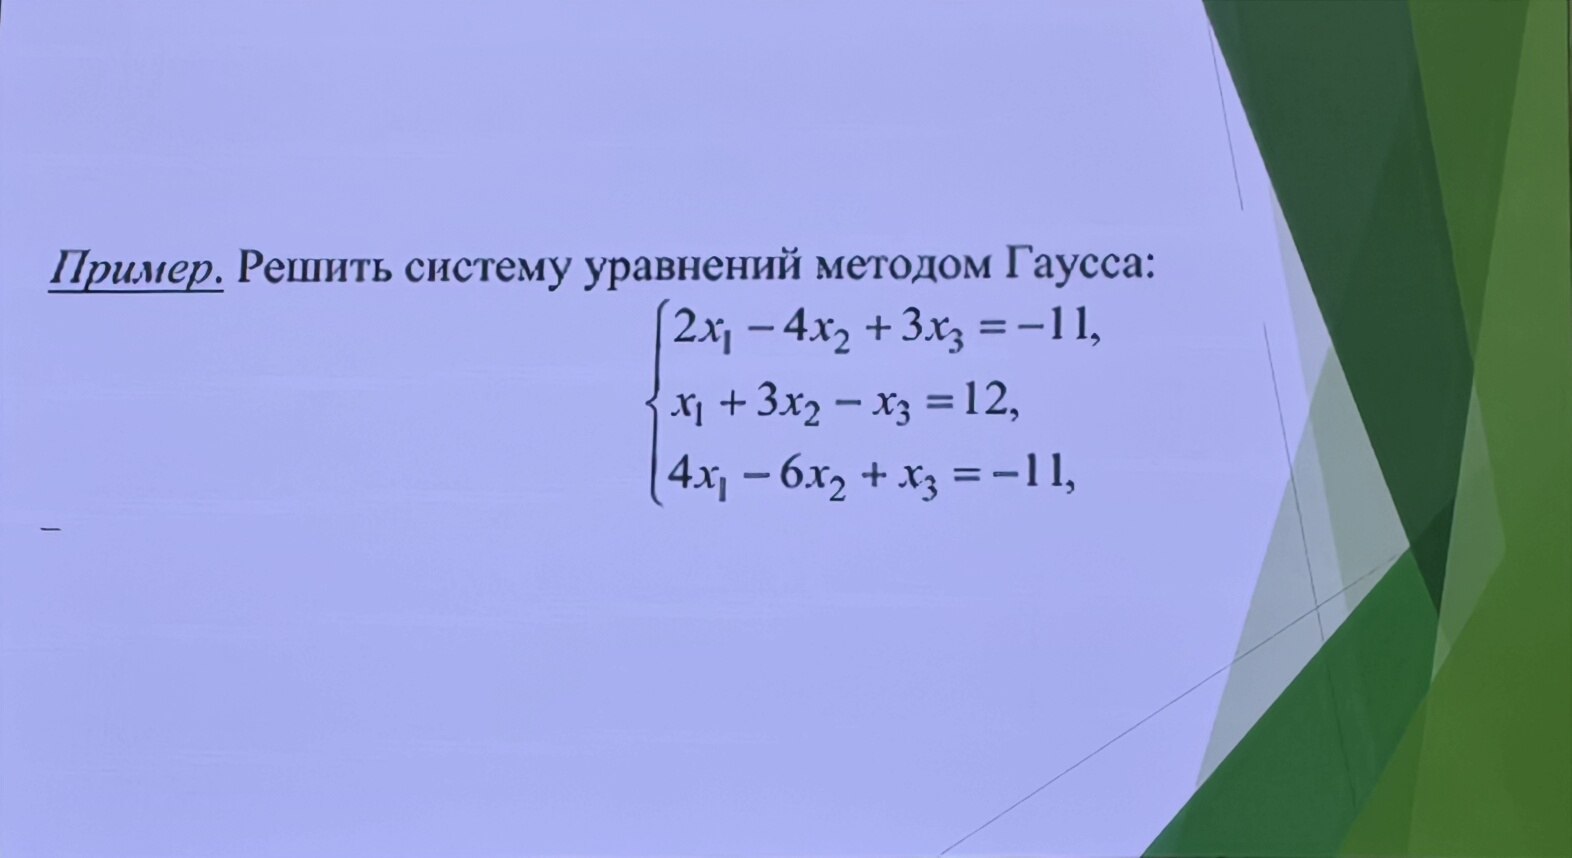 Пример. Решить систему уравнений методом Гаусса:
2x₁ − 4x₂ + 3x₃ = −11,
x₁ + 3x₂ − x₃ = 12,
4x₁ − 6x₂ + x₃ = −11,
–